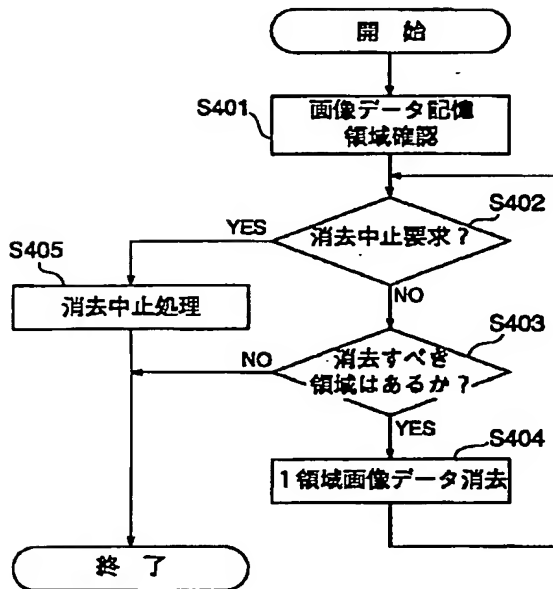 開 始
S401
画像データ記憶
領域確認
S402
消去中止要求?
YES
S405
消去中止処理
NO
S403
消去すべき
領域はあるか?
NO
YES
S404
1領域画像データ消去
終 了